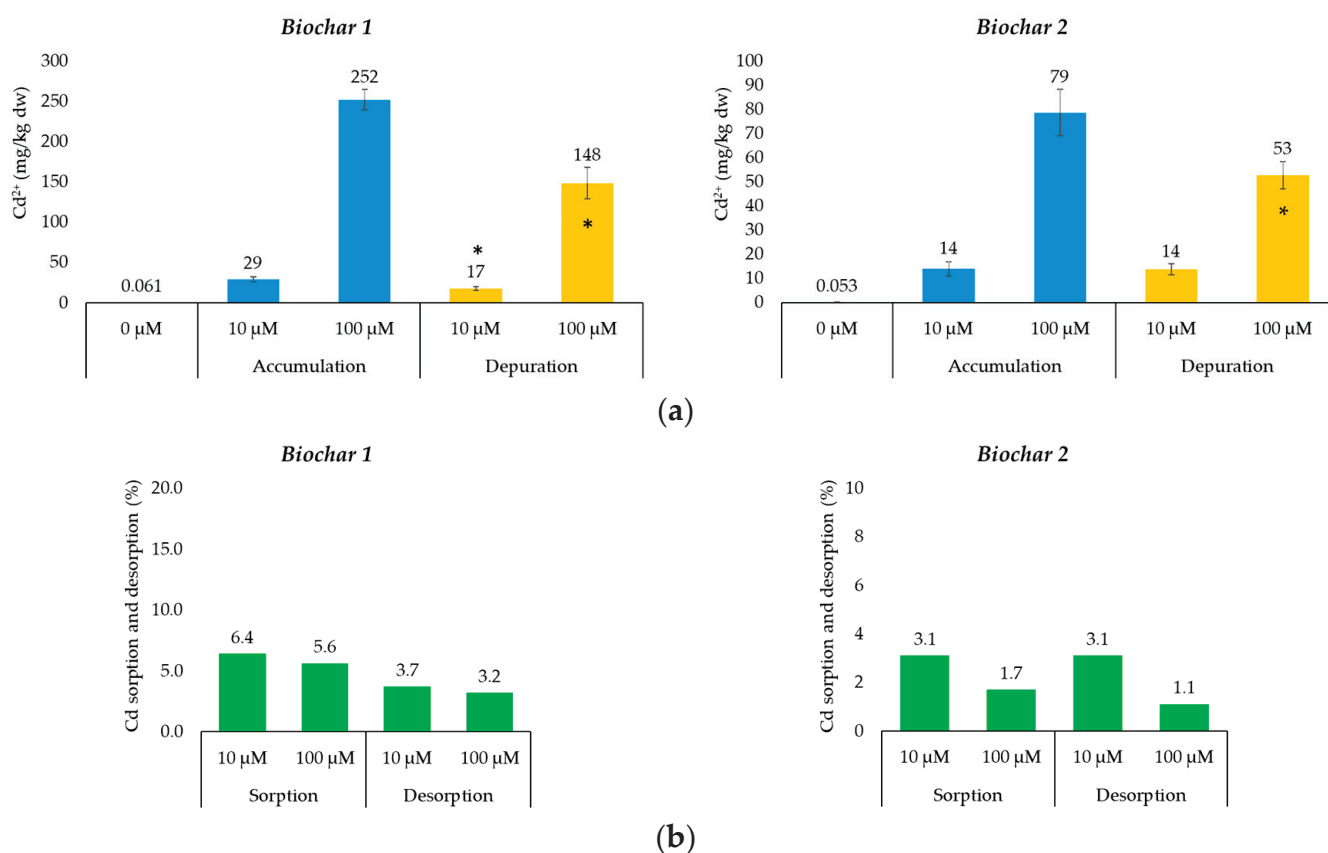 Biochar 1
Cd²⁺ (mg/kg dw)
300
250
200
150
100
50
0
0.061
29
252
17
*
148
*
0 µM
10 µM
100 µM
10 µM
100 µM
Accumulation
Depuration
Biochar 2
Cd²⁺ (mg/kg dw)
100
90
80
70
60
50
40
30
20
10
0
0.053
14
79
14
53
*
0 µM
10 µM
100 µM
10 µM
100 µM
Accumulation
Depuration
(a)
Biochar 1
Cd sorption and desorption (%)
20.0
15.0
10.0
5.0
0.0
6.4
5.6
3.7
3.2
10 µM
100 µM
10 µM
100 µM
Sorption
Desorption
Biochar 2
Cd sorption and desorption (%)
10
8
6
4
2
0
3.1
1.7
3.1
1.1
10 µM
100 µM
10 µM
100 µM
Sorption
Desorption
(b)